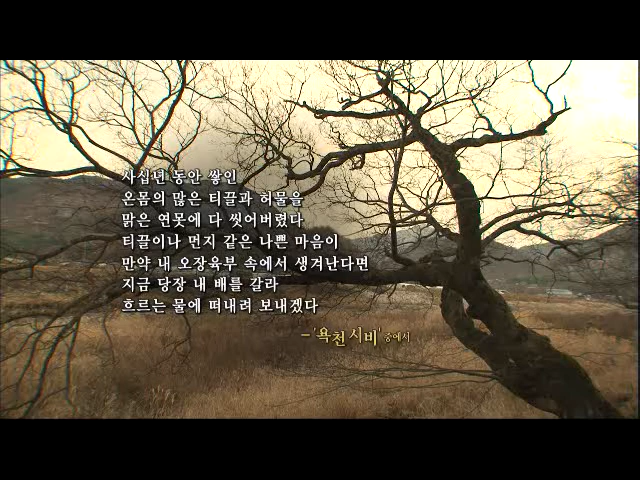 사십년 동안 쌓인
온몸의 많은 티끌과 허물을
맑은 연못에 다 씻어버렸다
티끌이나 먼지 같은 나쁜 마음이
만약 내 오장육부 속에서 생겨난다면
지금 당장 내 배를 갈라
흐르는 물에 떠내려 보내겠다
- '욕천 시비' 중에서